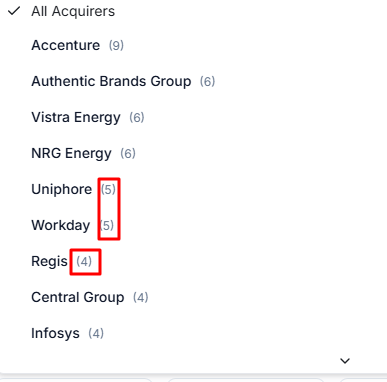 All Acquirers
Accenture (9)
Authentic Brands Group (6)
Vistra Energy (6)
NRG Energy (6)
Uniphore (5)
Workday (5)
Regis (4)
Central Group (4)
Infosys (4)